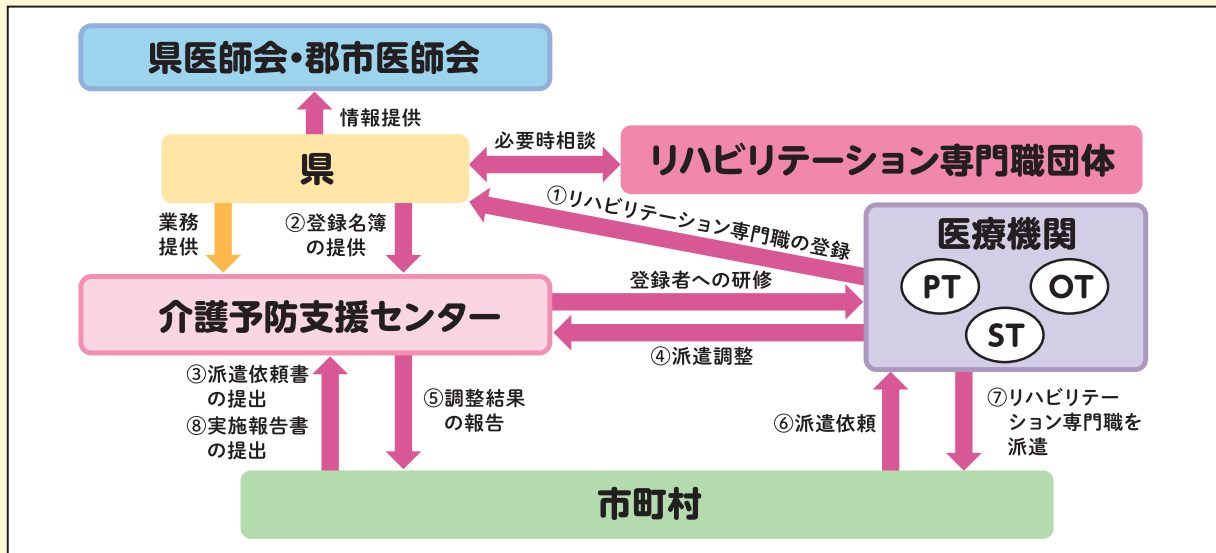 県医師会・郡市医師会
情報提供
県
必要時相談
リハビリテーション専門職団体
①リハビリテーション専門職の登録
業務
提供
②登録名簿
の提供
医療機関
PT
OT
ST
介護予防支援センター
登録者への研修
④派遣調整
③派遣依頼書
の提出
⑧実施報告書
の提出
⑤調整結果
の報告
⑥派遣依頼
⑦リハビリテー
ション専門職を
派遣
市町村